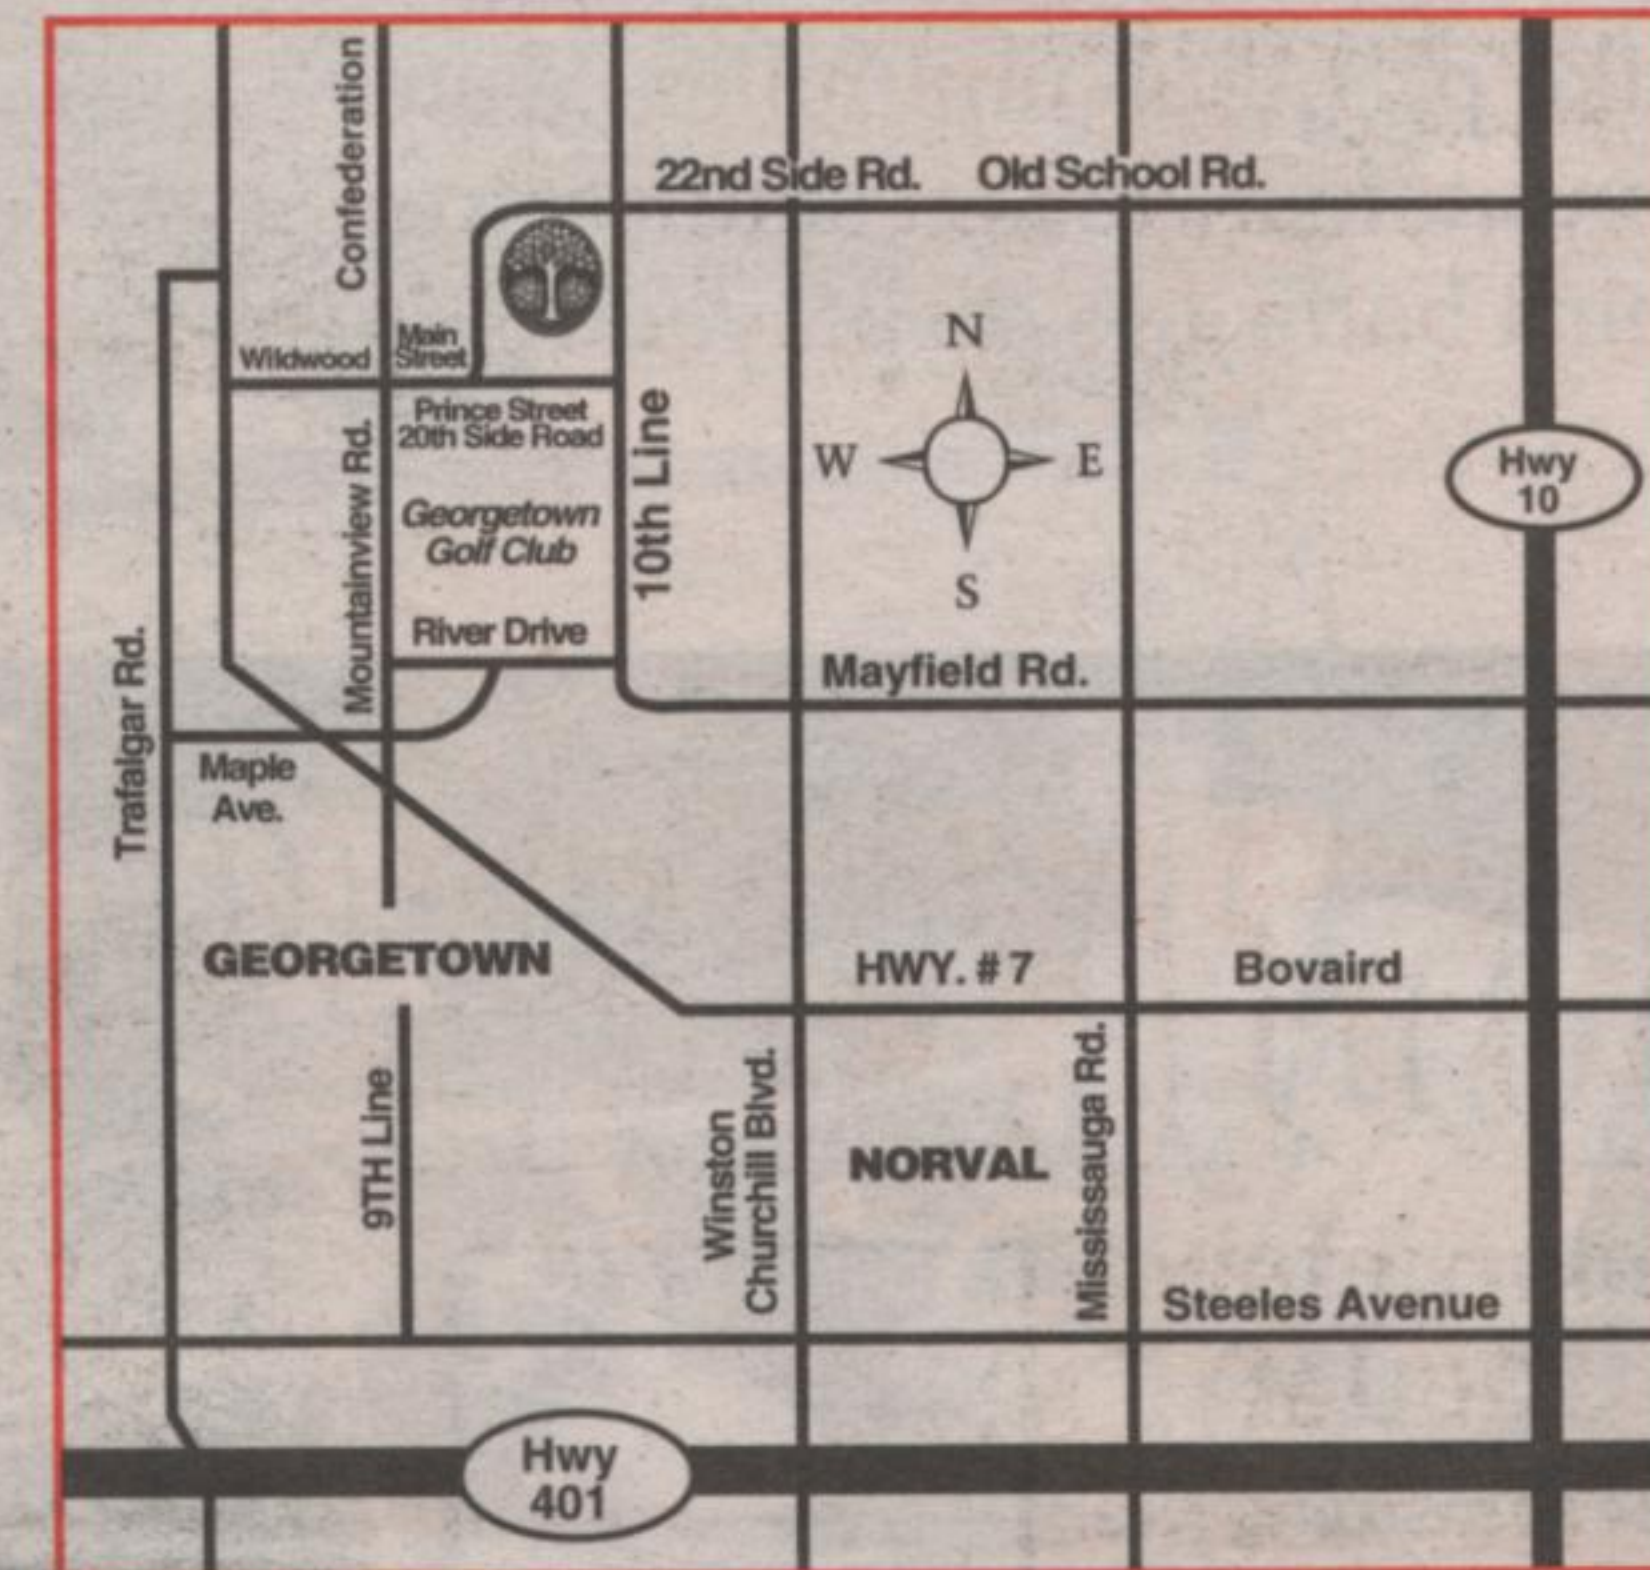 Confederation
22nd Side Rd.
Old School Rd.
Main
Street
Wildwood
Prince Street
20th Side Road
Mountainview Rd.
Georgetown
Golf Club
10th Line
N
W
E
S
Hwy
10
River Drive
Mayfield Rd.
Trafalgar Rd.
Maple
Ave.
GEORGETOWN
HWY. # 7
Bovaird
9TH Line
Winston
Churchill Blvd.
NORVAL
Mississauga Rd.
Steeles Avenue
Hwy
401